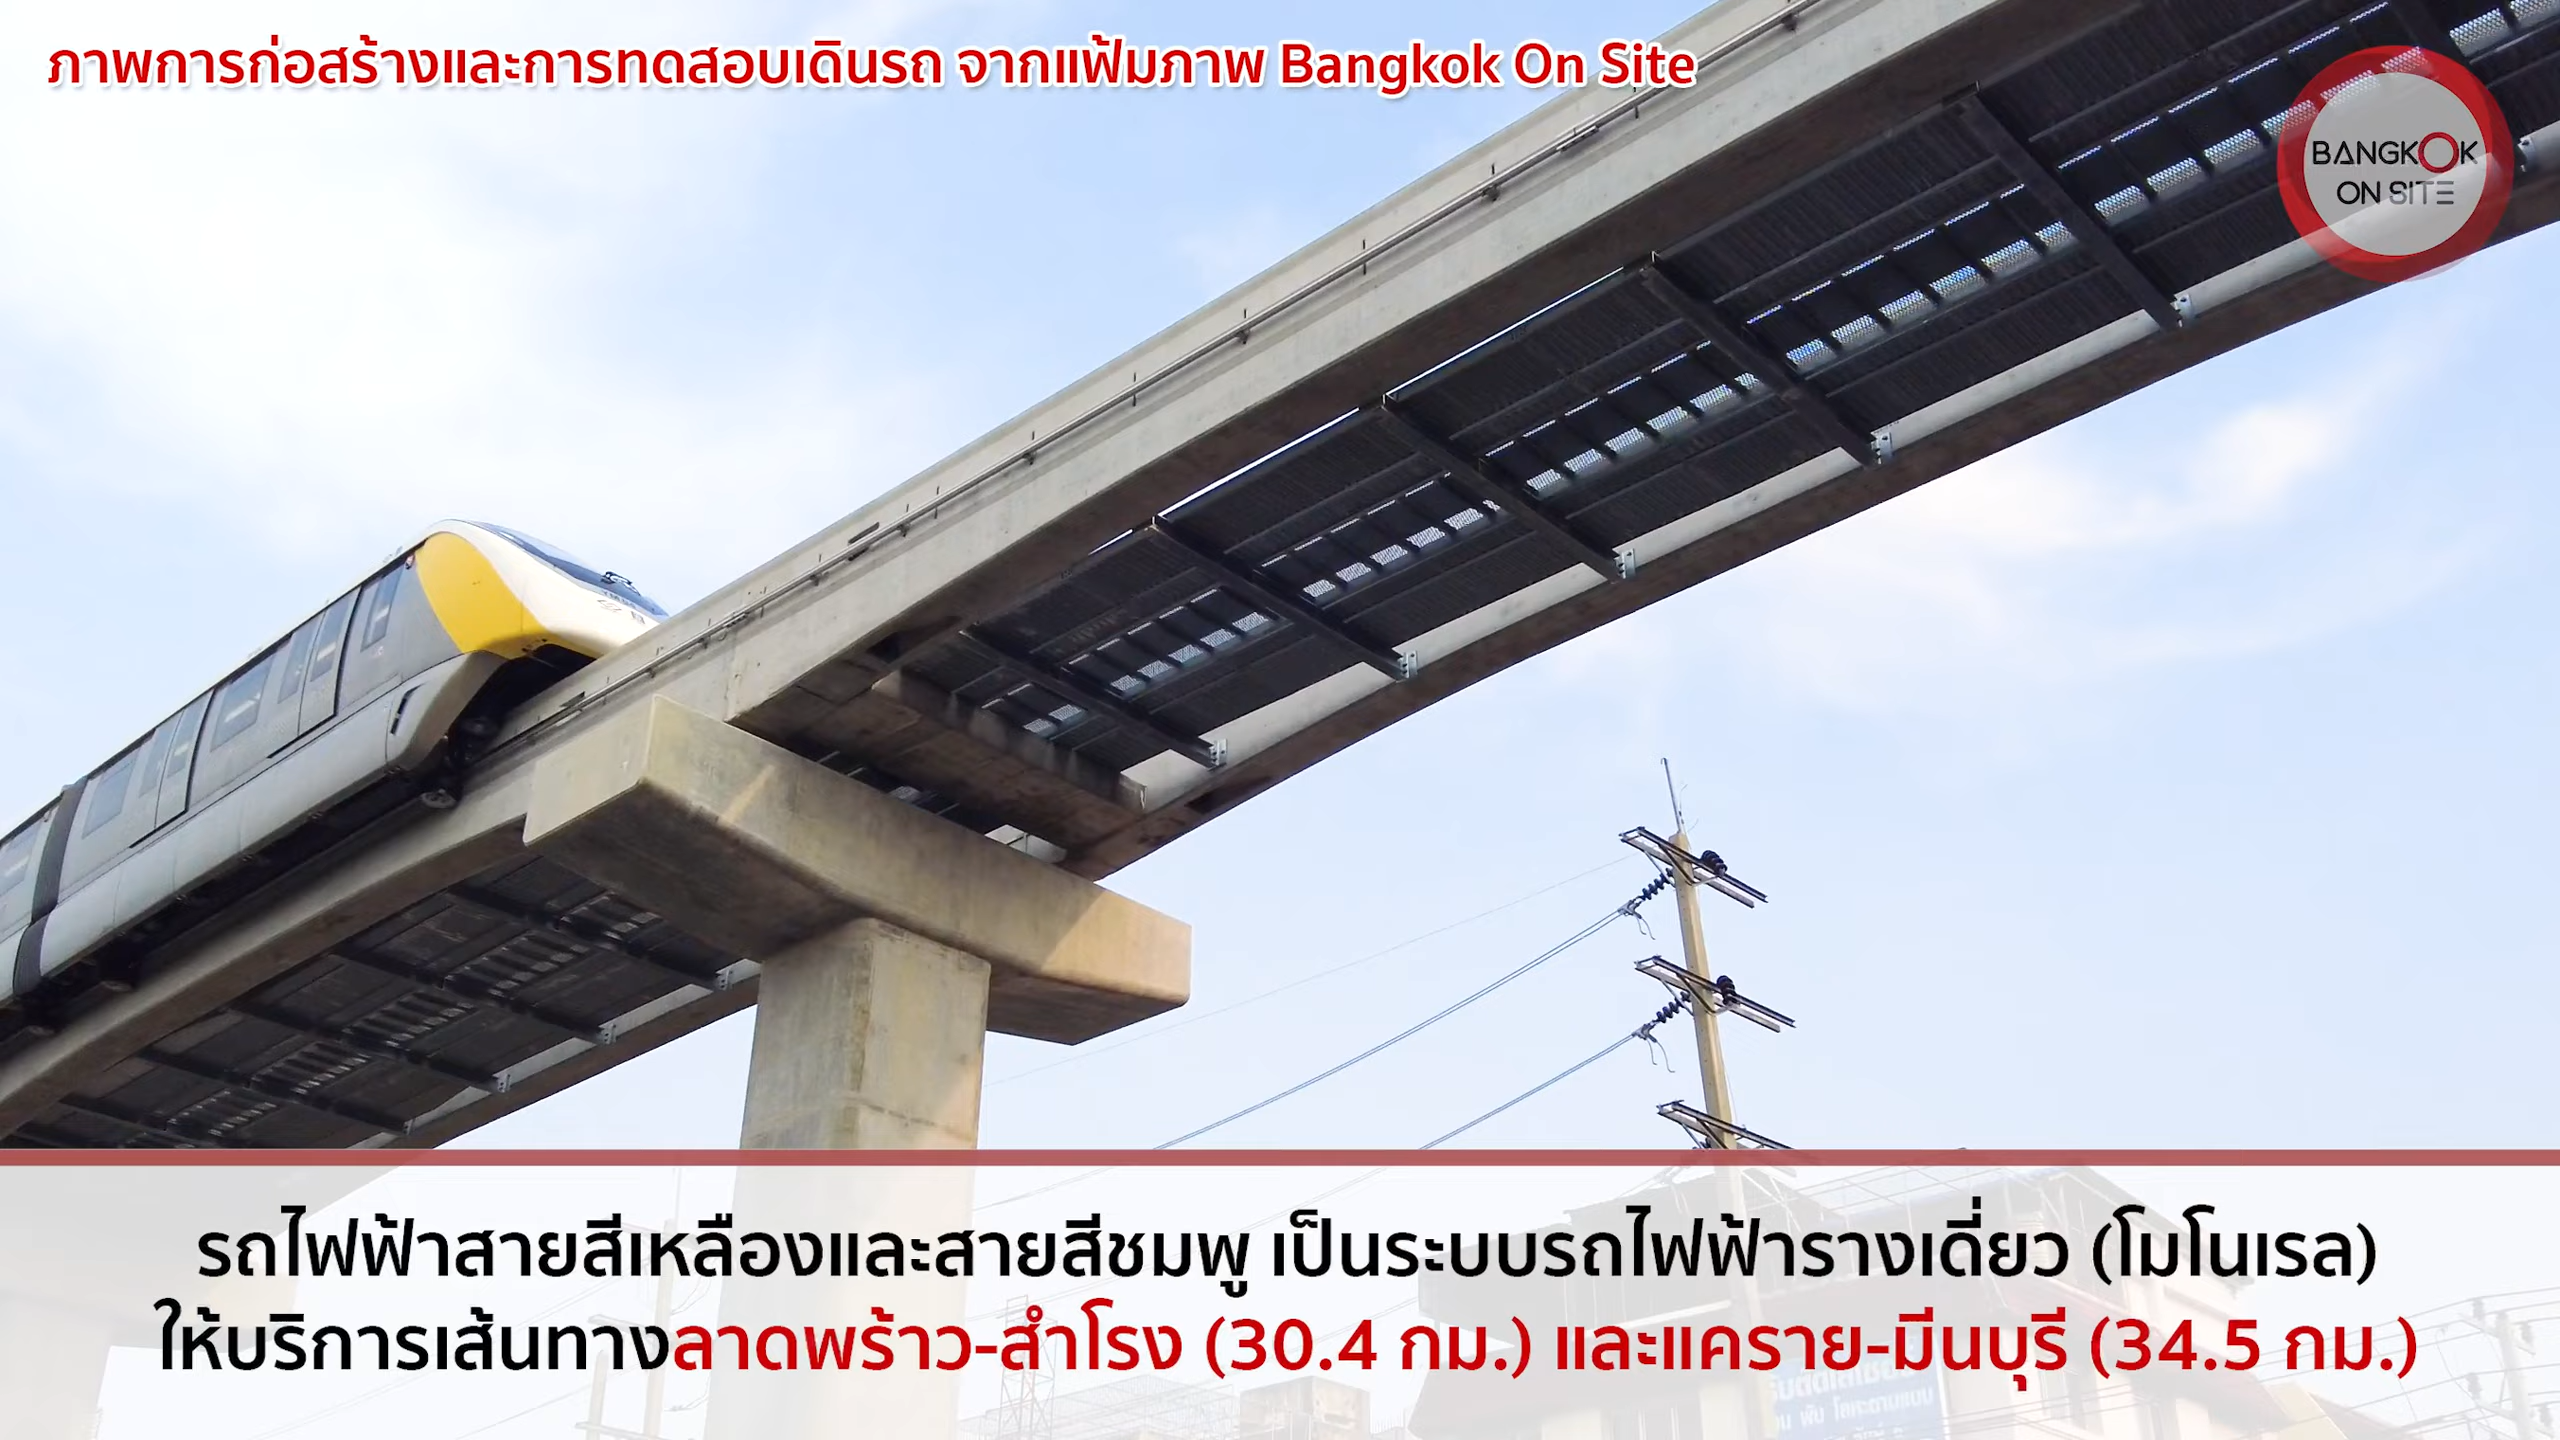 ภาพการก่อสร้างและการทดสอบเดินรถ จากแฟ้มภาพ Bangkok On Site
BANGKOK
ON SITE
รถไฟฟ้าสายสีเหลืองและสายสีชมพู เป็นระบบรถไฟฟ้ารางเดี่ยว (โมโนเรล)
ให้บริการเส้นทางลาดพร้าว-สำโรง (30.4 กม.) และแคราย-มีนบุรี (34.5 กม.)